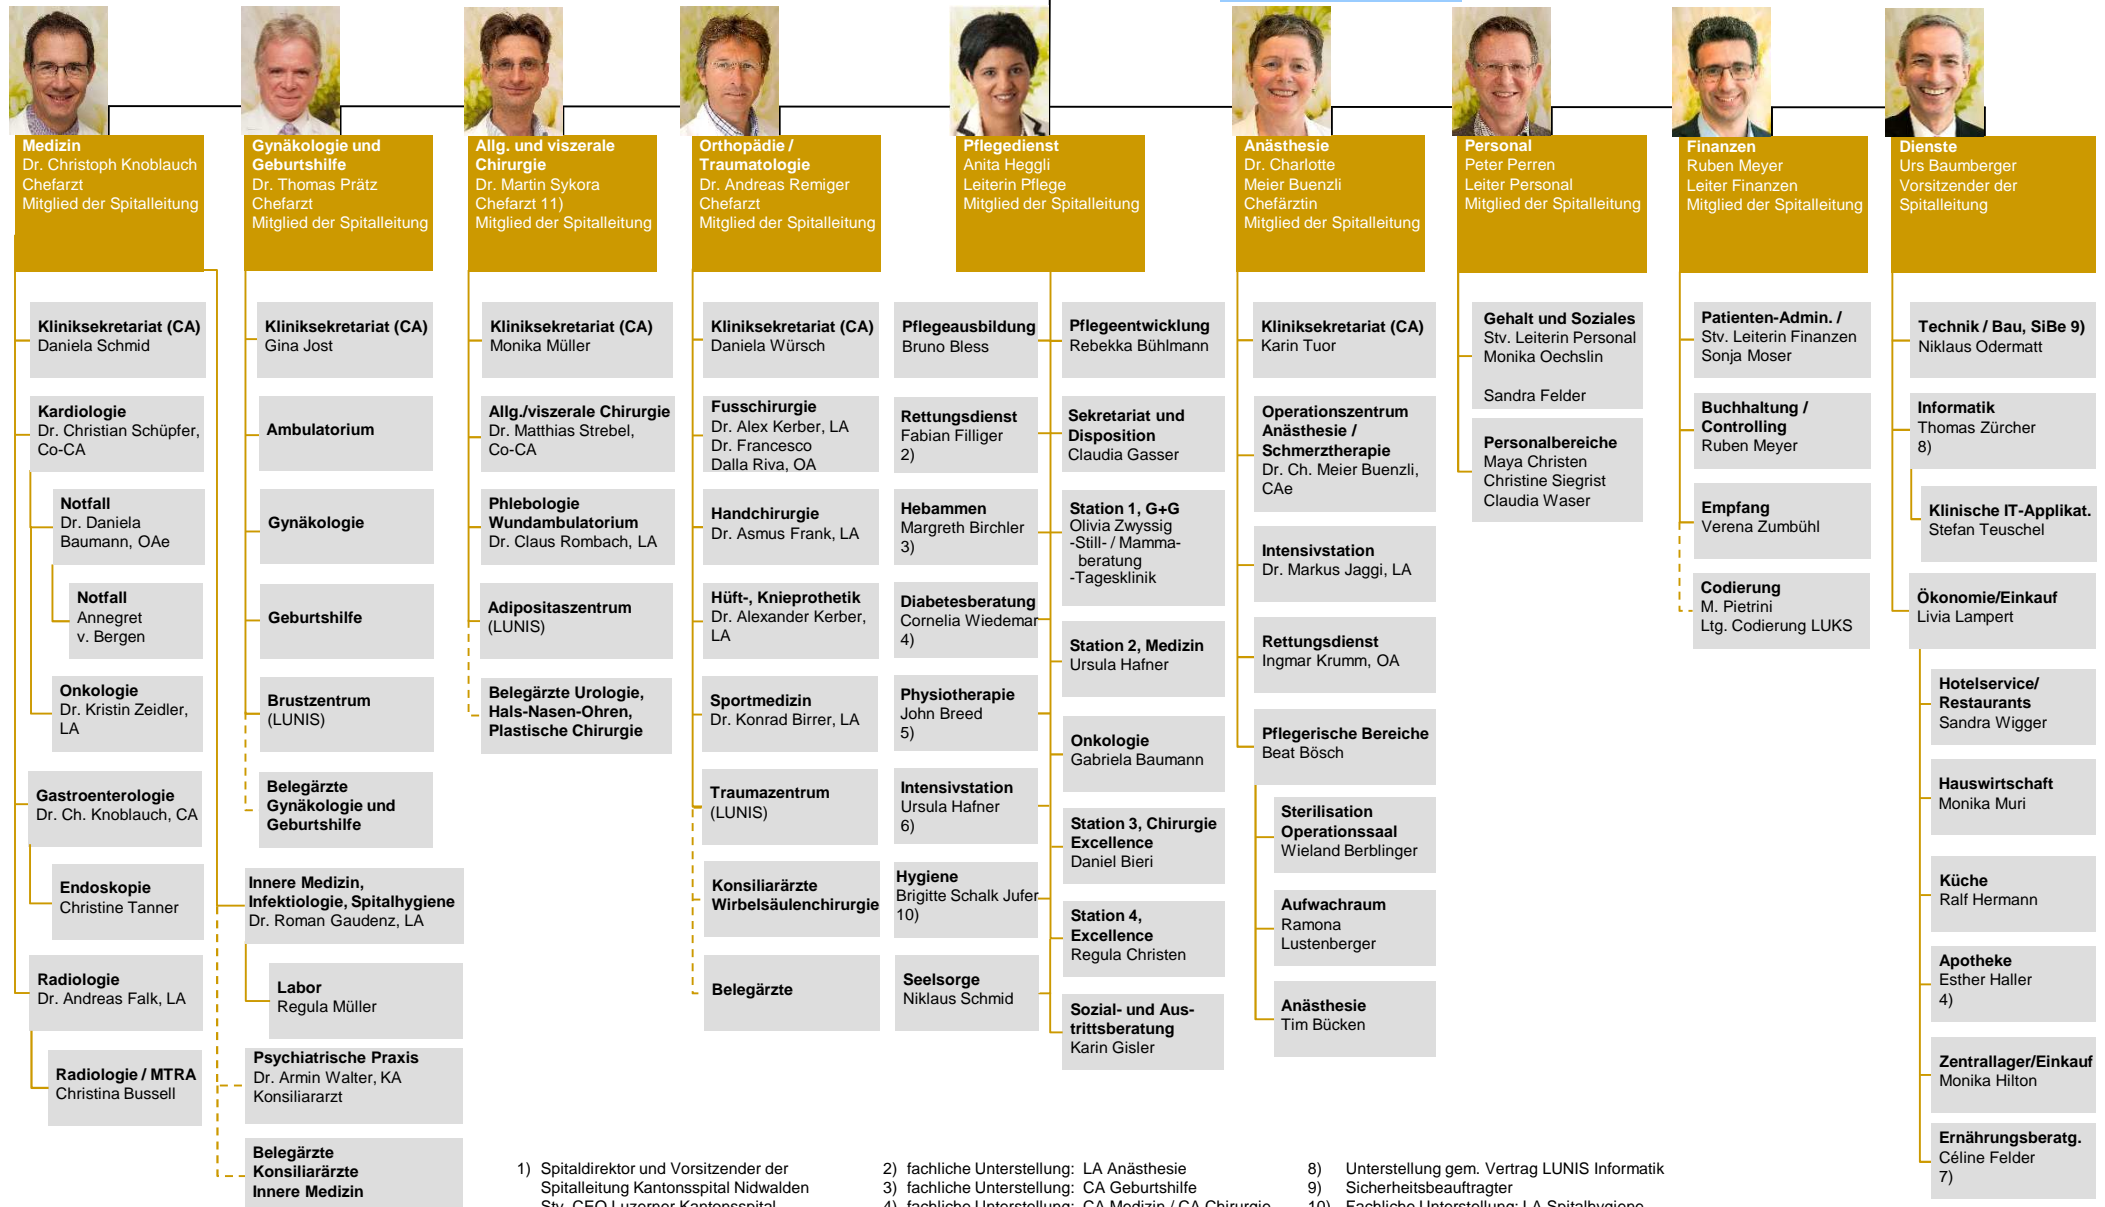 Medizin
Dr. Christoph Knoblauch
Chefarzt
Mitglied der Spitalleitung
Gynäkologie und
Geburtshilfe
Dr. Thomas Prätz
Chefarzt
Mitglied der Spitalleitung
Allg. und viszerale
Chirurgie
Dr. Martin Sykora
Chefarzt 11)
Mitglied der Spitalleitung
Orthopädie /
Traumatologie
Dr. Andreas Remiger
Chefarzt
Mitglied der Spitalleitung
Pflegedienst
Anita Heggli
Leiterin Pflege
Mitglied der Spitalleitung
Anästhesie
Dr. Charlotte
Meier Buenzli
Chefärztin
Mitglied der Spitalleitung
Personal
Peter Perren
Leiter Personal
Mitglied der Spitalleitung
Finanzen
Ruben Meyer
Leiter Finanzen
Mitglied der Spitalleitung
Dienste
Urs Baumberger
Vorsitzender der
Spitalleitung
Kliniksekretariat (CA)
Daniela Schmid
Kardiologie
Dr. Christian Schüpfer,
Co-CA
Notfall
Dr. Daniela
Baumann, OAe
Notfall
Annegret
v. Bergen
Onkologie
Dr. Kristin Zeidler,
LA
Gastroenterologie
Dr. Ch. Knoblauch, CA
Endoskopie
Christine Tanner
Radiologie
Dr. Andreas Falk, LA
Radiologie / MTRA
Christina Bussell
Kliniksekretariat (CA)
Gina Jost
Ambulatorium
Gynäkologie
Geburtshilfe
Brustzentrum
(LUNIS)
Belegärzte
Gynäkologie und
Geburtshilfe
Innere Medizin,
Infektiologie, Spitalhygiene
Dr. Roman Gaudenz, LA
Labor
Regula Müller
Psychiatrische Praxis
Dr. Armin Walter, KA
Konsiliararzt
Belegärzte
Konsiliarärzte
Innere Medizin
Kliniksekretariat (CA)
Monika Müller
Allg./viszerale Chirurgie
Dr. Matthias Strebel,
Co-CA
Phlebologie
Wundambulatorium
Dr. Claus Rombach, LA
Adipositaszentrum
(LUNIS)
Belegärzte Urologie,
Hals-Nasen-Ohren,
Plastische Chirurgie
Kliniksekretariat (CA)
Daniela Würsch
Fusschirurgie
Dr. Alex Kerber, LA
Dr. Francesco
Dalla Riva, OA
Handchirurgie
Dr. Asmus Frank, LA
Hüft-, Knieprothetik
Dr. Alexander Kerber,
LA
Sportmedizin
Dr. Konrad Birrer, LA
Traumazentrum
(LUNIS)
Konsiliarärzte
Wirbelsäulenchirurgie
Belegärzte
Pflegeausbildung
Bruno Bless
Rettungsdienst
Fabian Filliger
2)
Hebammen
Margreth Birchler
3)
Diabetesberatung
Cornelia Wiedemar
4)
Physiotherapie
John Breed
5)
Intensivstation
Ursula Hafner
6)
Hygiene
Brigitte Schalk Jufer
10)
Seelsorge
Niklaus Schmid
Pflegeentwicklung
Rebekka Bühlmann
Sekretariat und
Disposition
Claudia Gasser
Station 1, G+G
Olivia Zwyssig
-Still- / Mamma-
beratung
-Tagesklinik
Station 2, Medizin
Ursula Hafner
Onkologie
Gabriela Baumann
Station 3, Chirurgie
Excellence
Daniel Bieri
Station 4,
Excellence
Regula Christen
Sozial- und Aus-
trittsberatung
Karin Gisler
Kliniksekretariat (CA)
Karin Tuor
Operationszentrum
Anästhesie /
Schmerztherapie
Dr. Ch. Meier Buenzli,
CAe
Intensivstation
Dr. Markus Jaggi, LA
Rettungsdienst
Ingmar Krumm, OA
Pflegerische Bereiche
Beat Bösch
Sterilisation
Operationssaal
Wieland Berblinger
Aufwachraum
Ramona
Lustenberger
Anästhesie
Tim Bücken
Gehalt und Soziales
Stv. Leiterin Personal
Monika Oechslin
Sandra Felder
Personalbereiche
Maya Christen
Christine Siegrist
Claudia Waser
Patienten-Admin. /
Stv. Leiterin Finanzen
Sonja Moser
Buchhaltung /
Controlling
Ruben Meyer
Empfang
Verena Zumbühl
Codierung
M. Pietrini
Ltg. Codierung LUKS
Technik / Bau, SiBe 9)
Niklaus Odermatt
Informatik
Thomas Zürcher
8)
Klinische IT-Applikat.
Stefan Teuschel
Ökonomie/Einkauf
Livia Lampert
Hotelservice/
Restaurants
Sandra Wigger
Hauswirtschaft
Monika Muri
Küche
Ralf Hermann
Apotheke
Esther Haller
4)
Zentrallager/Einkauf
Monika Hilton
Ernährungsberatg.
Céline Felder
7)
1) Spitaldirektor und Vorsitzender der
Spitalleitung Kantonsspital Nidwalden
Stv. CEO Luzerner Kantonsspital
2) fachliche Unterstellung: LA Anästhesie
3) fachliche Unterstellung: CA Geburtshilfe
4) fachliche Unterstellung: CA Medizin / CA Chirurgie
8) Unterstellung gem. Vertrag LUNIS Informatik
9) Sicherheitsbeauftragter
10) Fachliche Unterstellung: LA Spitalhygiene